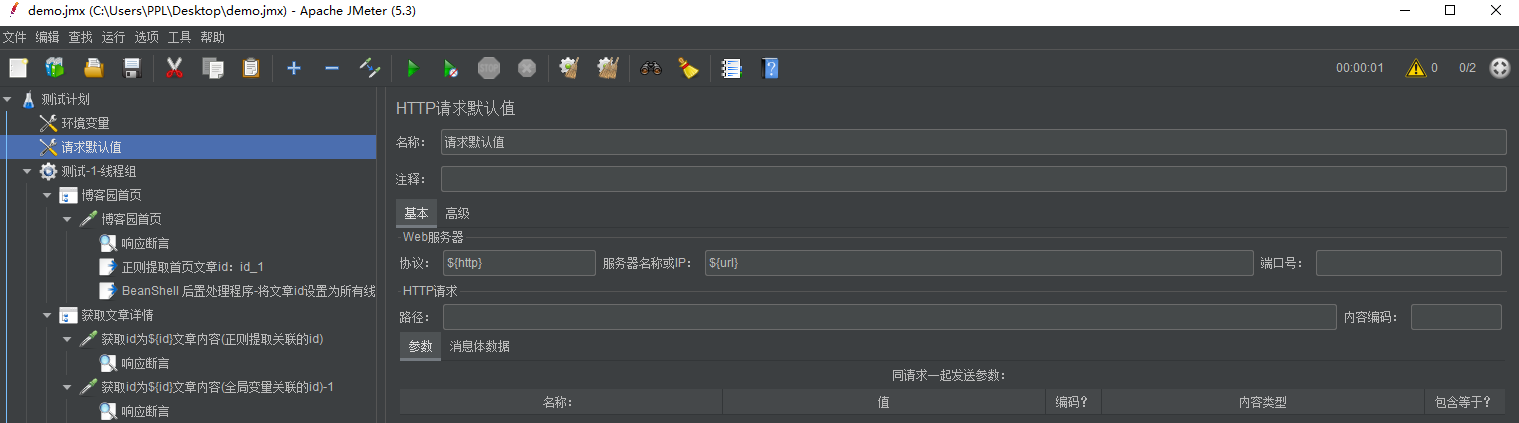 demo.jmx (C:\Users\PPL\Desktop\demo.jmx) - Apache JMeter (5.3)
文件 编辑 查找 运行 选项 工具 帮助
STOP 00:00:01 0 0/2
测试计划
环境变量
请求默认值
测试-1-线程组
博客园首页
博客园首页
响应断言
正则提取首页文章id：id_1
BeanShell 后置处理程序-将文章id设置为所有线
获取文章详情
获取id为${id}文章内容(正则提取关联的id)
响应断言
获取id为${id}文章内容(全局变量关联的id)-1
响应断言
HTTP请求默认值
名称： 请求默认值
注释：
基本 高级
Web服务器
协议： ${http} 服务器名称或IP： ${url} 端口号：
HTTP请求
路径： 内容编码：
参数 消息体数据
同请求一起发送参数：
名称： 值 编码？ 内容类型 包含等于？